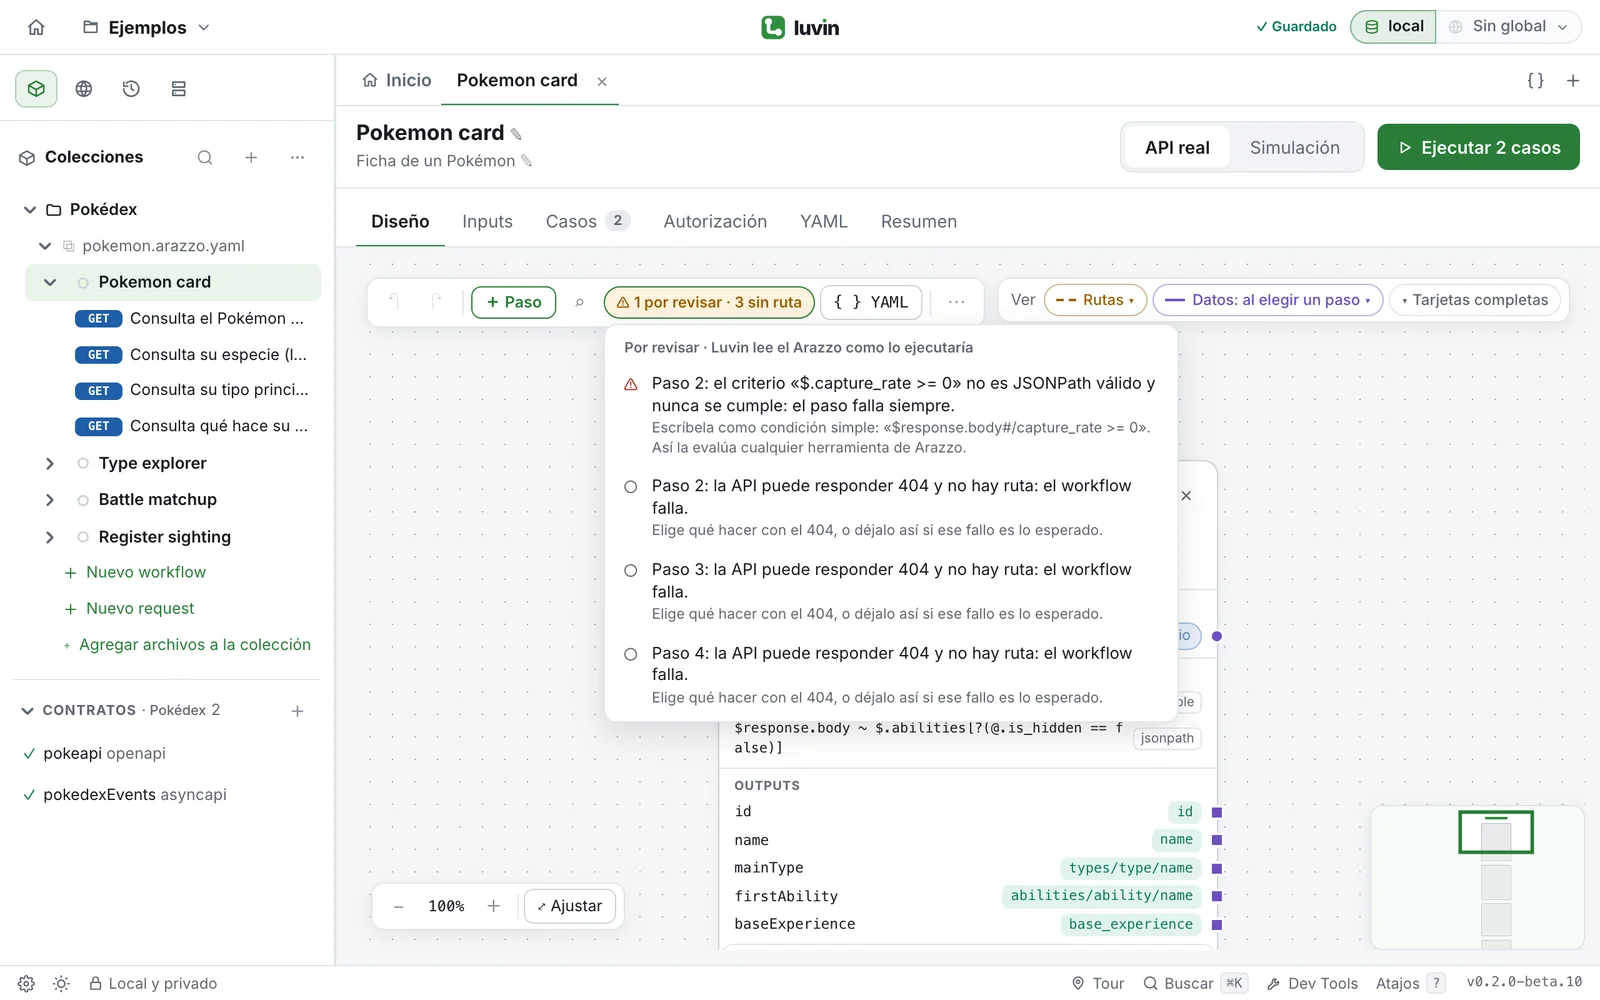 Ejemplos
luvin
Guardado
local
Sin global
Inicio
Pokemon card
Colecciones
Pokédex
pokemon.arazzo.yaml
Pokemon card
GET Consulta el Pokémon ...
GET Consulta su especie (l...
GET Consulta su tipo princi...
GET Consulta qué hace su ...
Type explorer
Battle matchup
Register sighting
+ Nuevo workflow
+ Nuevo request
+ Agregar archivos a la colección
CONTRATOS · Pokédex 2
pokeapi openapi
pokedexEvents asyncapi
Pokemon card
Ficha de un Pokémon
API real
Simulación
Ejecutar 2 casos
Diseño
Inputs
Casos 2
Autorización
YAML
Resumen
+ Paso
1 por revisar · 3 sin ruta
{ } YAML
Ver
Rutas
Datos: al elegir un paso
Tarjetas completas
Por revisar · Luvin lee el Arazzo como lo ejecutaría
Paso 2: el criterio «$.capture_rate >= 0» no es JSONPath válido y
nunca se cumple: el paso falla siempre.
Escríbela como condición simple: «$response.body#/capture_rate >= 0».
Así la evalúa cualquier herramienta de Arazzo.
Paso 2: la API puede responder 404 y no hay ruta: el workflow
falla.
Elige qué hacer con el 404, o déjalo así si ese fallo es lo esperado.
Paso 3: la API puede responder 404 y no hay ruta: el workflow
falla.
Elige qué hacer con el 404, o déjalo así si ese fallo es lo esperado.
Paso 4: la API puede responder 404 y no hay ruta: el workflow
falla.
Elige qué hacer con el 404, o déjalo así si ese fallo es lo esperado.
$response.body ~ $.abilities[?(@.is_hidden == f
alse)]
jsonpath
OUTPUTS
id id
name name
mainType types/type/name
firstAbility abilities/ability/name
baseExperience base_experience
− 100% +
Ajustar
Local y privado
Tour
Buscar ⌘K
Dev Tools
Atajos ?
v0.2.0-beta.10